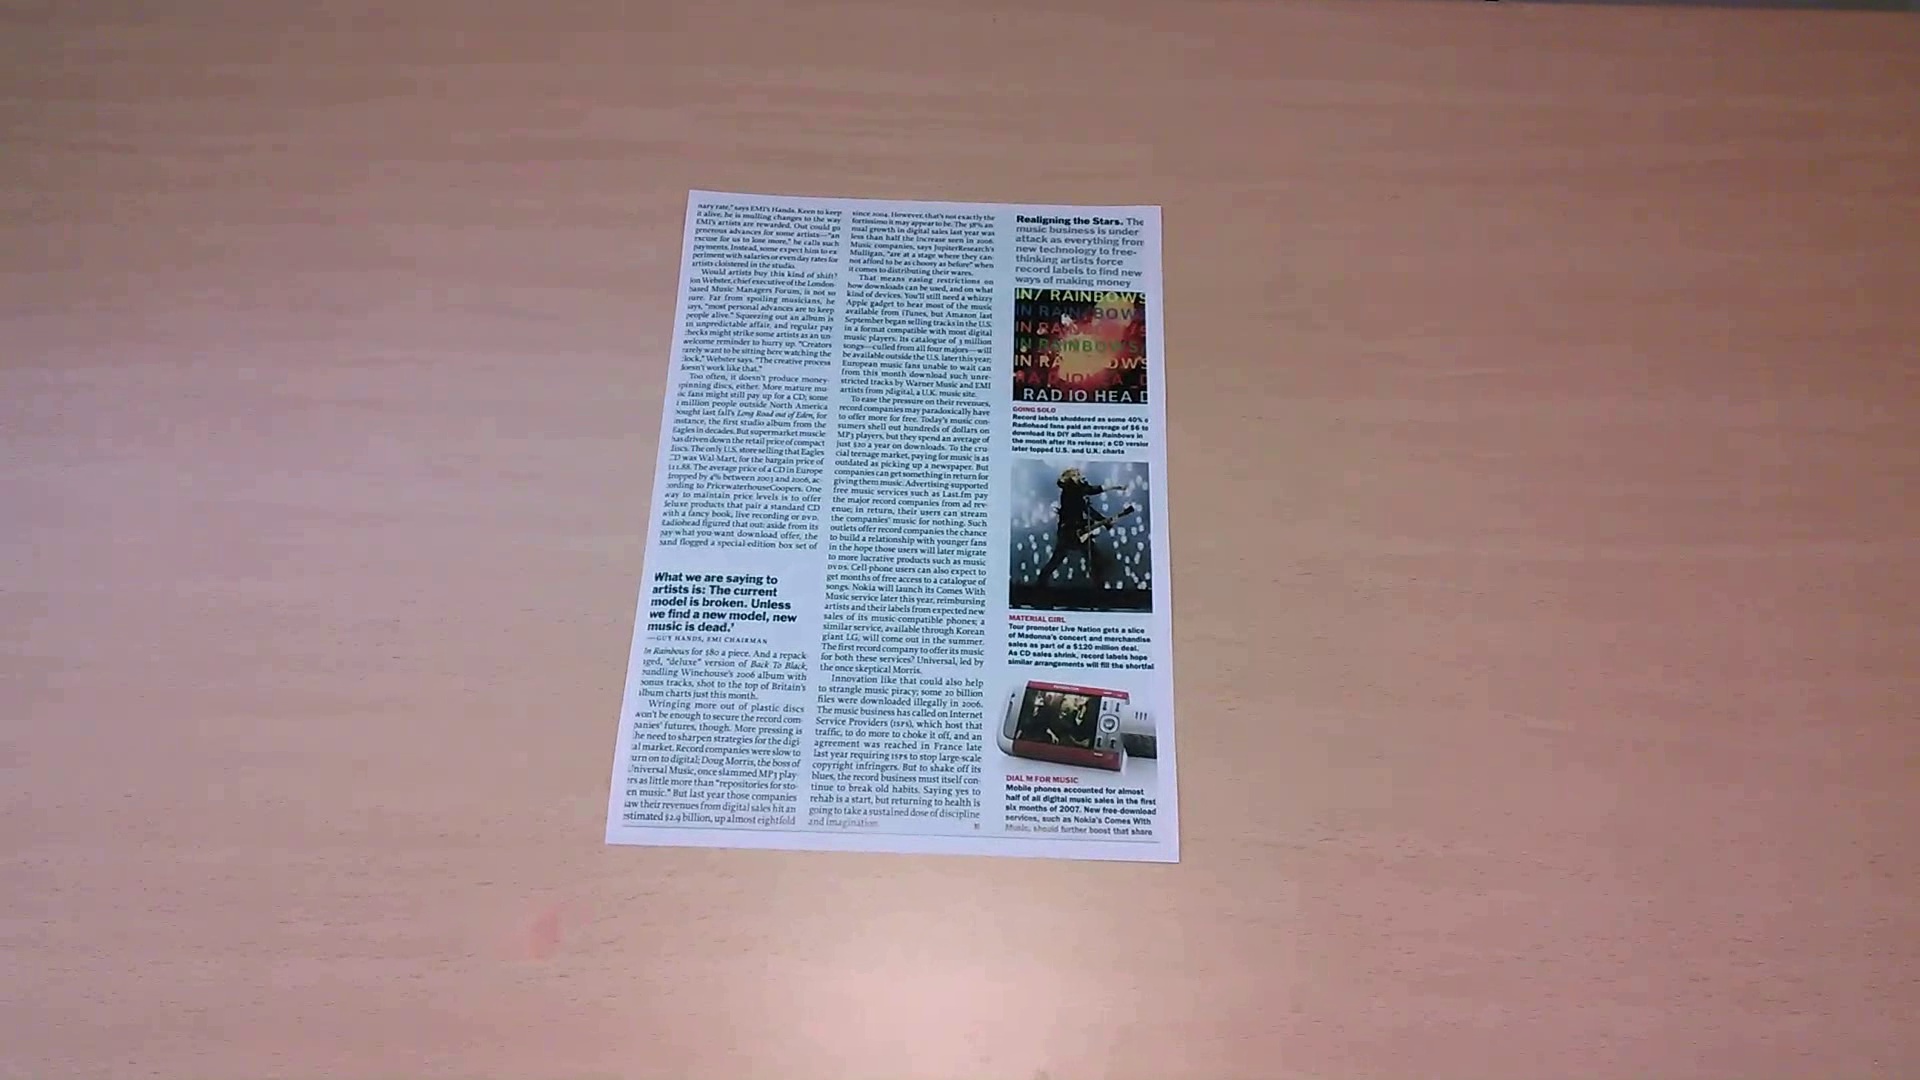 nary rate," says EMI's Hands. Keen to keep
it alive, he is mulling changes to the way
EMI's artists are rewarded. Out could go
generous advances for some artists—"an
excuse for us to lose more," he calls such
payments. Instead, some expect him to ex-
periment with salaries or even day rates for
artists cloistered in the studio.
Would artists buy this kind of shift?
Jon Webster, chief executive of the London-
based Music Managers Forum, is not so
sure. Far from spoiling musicians, he
says, "most personal advances are to keep
people alive." Squeezing out an album is
an unpredictable affair, and regular pay
checks might strike some artists as an un-
welcome reminder to hurry up. "Creators
rarely want to be sitting here watching the
clock," Webster says. "The creative process
doesn't work like that."
Too often, it doesn't produce money-
spinning discs, either. More mature mu-
sic fans might still pay up for a CD; some
million people outside North America
bought last fall's Long Road out of Eden, for
instance, the first studio album from the
Eagles in decades. But supermarket muscle
has driven down the retail price of compact
discs. The only U.S. store selling that Eagles
CD was Wal-Mart, for the bargain price of
$11.88. The average price of a CD in Europe
dropped by 4% between 2003 and 2006, ac-
cording to PricewaterhouseCoopers. One
way to maintain price levels is to offer
deluxe products that pair a standard CD
with a fancy book, live recording or DVD.
Radiohead figured that out: aside from its
pay-what you want download offer, the
band flogged a special-edition box set of
What we are saying to
artists is: The current
model is broken. Unless
we find a new model, new
music is dead.'
—GUY HANDS, EMI CHAIRMAN
In Rainbows for $80 a piece. And a repack-
aged, "deluxe" version of Back To Black,
bundling Winehouse's 2006 album with
bonus tracks, shot to the top of Britain's
album charts just this month.
Wringing more out of plastic discs
won't be enough to secure the record com-
panies' futures, though. More pressing is
the need to sharpen strategies for the digi-
tal market. Record companies were slow to
turn on to digital; Doug Morris, the boss of
Universal Music, once slammed MP3 play-
ers as little more than "repositories for sto-
en music." But last year those companies
saw their revenues from digital sales hit an
estimated $2.9 billion, up almost eightfold
since 2004. However, that's not exactly the
fortissimo it may appear to be. The 38% an-
nual growth in digital sales last year was
less than half the increase seen in 2006.
Music companies, says JupiterResearch's
Mulligan, "are at a stage where they can-
not afford to be as choosy as before" when
it comes to distributing their wares.
That means easing restrictions on
how downloads can be used, and on what
kind of devices. You'll still need a whizzy
Apple gadget to hear most of the music
available from iTunes, but Amazon last
September began selling tracks in the U.S.
in a format compatible with most digital
music players. Its catalogue of 3 million
songs—culled from all four majors—will
be available outside the U.S. later this year;
European music fans unable to wait can
from this month download such unre-
stricted tracks by Warner Music and EMI
artists from 7digital, a U.K. music site.
To ease the pressure on their revenues,
record companies may paradoxically have
to offer more for free. Today's music con-
sumers shell out hundreds of dollars on
MP3 players, but they spend an average of
just $20 a year on downloads. To the cru-
cial teenage market, paying for music is as
outdated as picking up a newspaper. But
companies can get something in return for
giving them music. Advertising-supported
free music services such as Last.fm pay
the major record companies from ad rev-
enue; in return, their users can stream
the companies' music for nothing. Such
outlets offer record companies the chance
to build a relationship with younger fans
in the hope those users will later migrate
to more lucrative products such as music
DVDs. Cell-phone users can also expect to
get months of free access to a catalogue of
songs. Nokia will launch its Comes With
Music service later this year, reimbursing
artists and their labels from expected new
sales of its music-compatible phones; a
similar service, available through Korean
giant LG, will come out in the summer.
The first record company to offer its music
for both these services? Universal, led by
the once skeptical Morris.
Innovation like that could also help
to strangle music piracy; some 20 billion
files were downloaded illegally in 2006.
The music business has called on Internet
Service Providers (ISPs), which host that
traffic, to do more to choke it off, and an
agreement was reached in France late
last year requiring ISPs to stop large-scale
copyright infringers. But to shake off its
blues, the record business must itself con-
tinue to break old habits. Saying yes to
rehab is a start, but returning to health is
going to take a sustained dose of discipline
and imagination.
Realigning the Stars. The
music business is under
attack as everything from
new technology to free-
thinking artists force
record labels to find new
ways of making money
IN/ RAINBOWS
IN RAINBOWS
IN RAINBOWS
IN RAINBOWS
IN RA OWS
RADIOHEA_D
RAD IO HEA D
GOING SOLO
Record labels shuddered as some 40% o
Radiohead fans paid an average of $6 to
download its DIY album In Rainbows in
the month after its release; a CD version
later topped U.S. and U.K. charts
MATERIAL GIRL
Tour promoter Live Nation gets a slice
of Madonna's concert and merchandise
sales as part of a $120 million deal.
As CD sales shrink, record labels hope
similar arrangements will fill the shortfal
DIAL M FOR MUSIC
Mobile phones accounted for almost
half of all digital music sales in the first
six months of 2007. New free-download
services, such as Nokia's Comes With
Music, should further boost that share